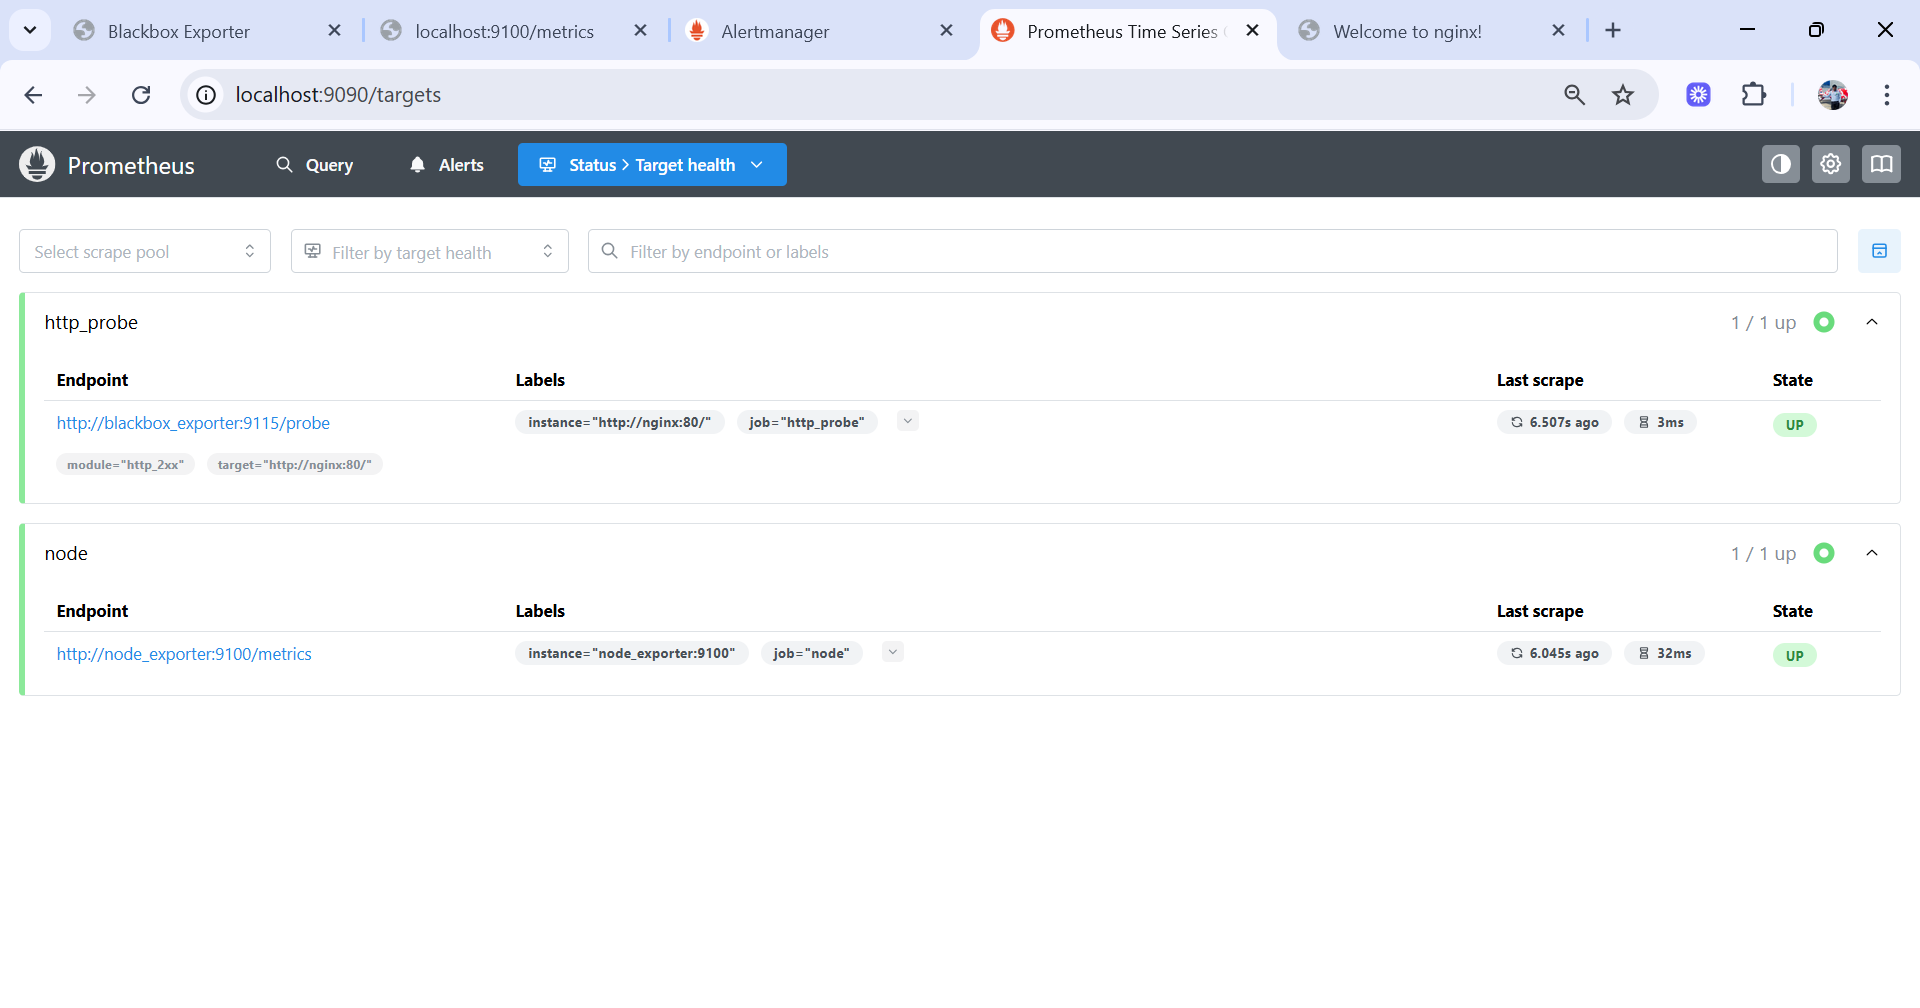 Blackbox Exporter
localhost:9100/metrics
Alertmanager
Prometheus Time Series
Welcome to nginx!
localhost:9090/targets
Prometheus
Query
Alerts
Status > Target health
Select scrape pool
Filter by target health
Filter by endpoint or labels
http_probe
1 / 1 up
Endpoint Labels Last scrape State
http://blackbox_exporter:9115/probe instance="http://nginx:80/" job="http_probe" 6.507s ago 3ms UP
module="http_2xx" target="http://nginx:80/"
node
1 / 1 up
Endpoint Labels Last scrape State
http://node_exporter:9100/metrics instance="node_exporter:9100" job="node" 6.045s ago 32ms UP